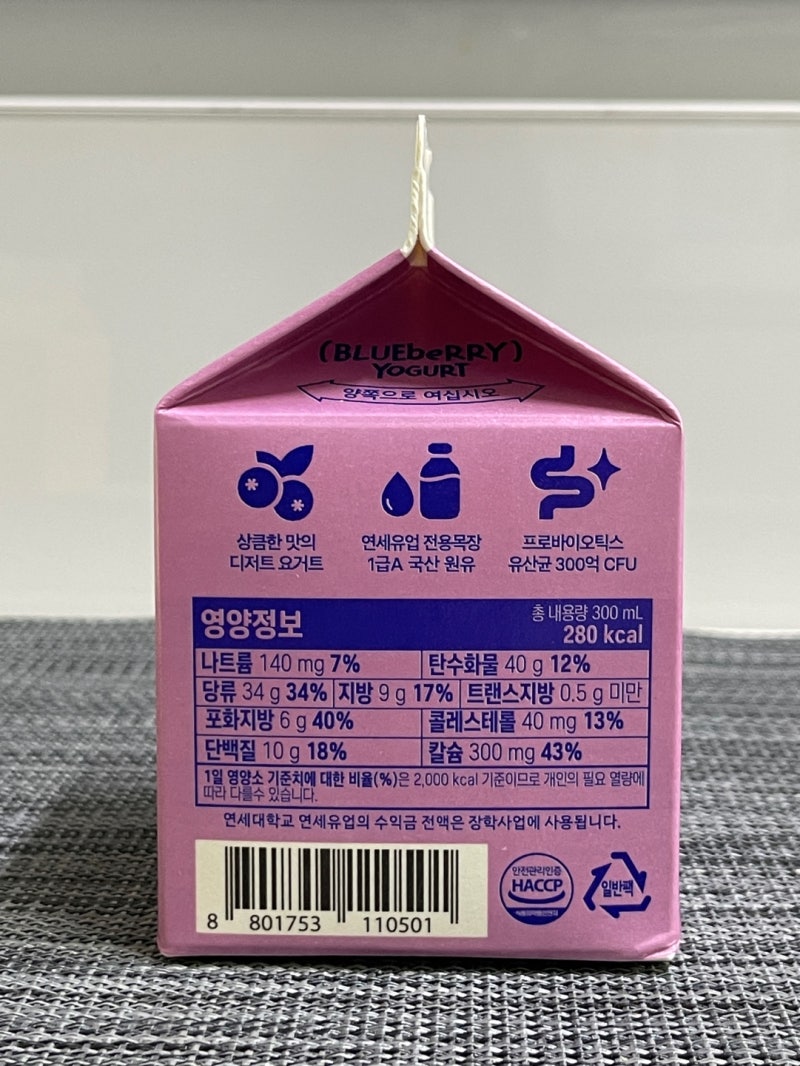 (BLUEbeRRY)
YOGURT
양쪽으로 여십시오
상큼한 맛의
디저트 요거트
연세유업 전용목장
1급A 국산 원유
프로바이오틱스
유산균 300억 CFU
영양정보
총 내용량 300 mL
280 kcal
나트륨 140 mg 7% 탄수화물 40 g 12%
당류 34 g 34% 지방 9 g 17% 트랜스지방 0.5 g 미만
포화지방 6 g 40% 콜레스테롤 40 mg 13%
단백질 10 g 18% 칼슘 300 mg 43%
1일 영양소 기준치에 대한 비율(%)은 2,000 kcal 기준이므로 개인의 필요 열량에
따라 다를수 있습니다.
연세대학교 연세유업의 수익금 전액은 장학사업에 사용됩니다.
8 801753 110501
안전관리인증
HACCP
일반팩